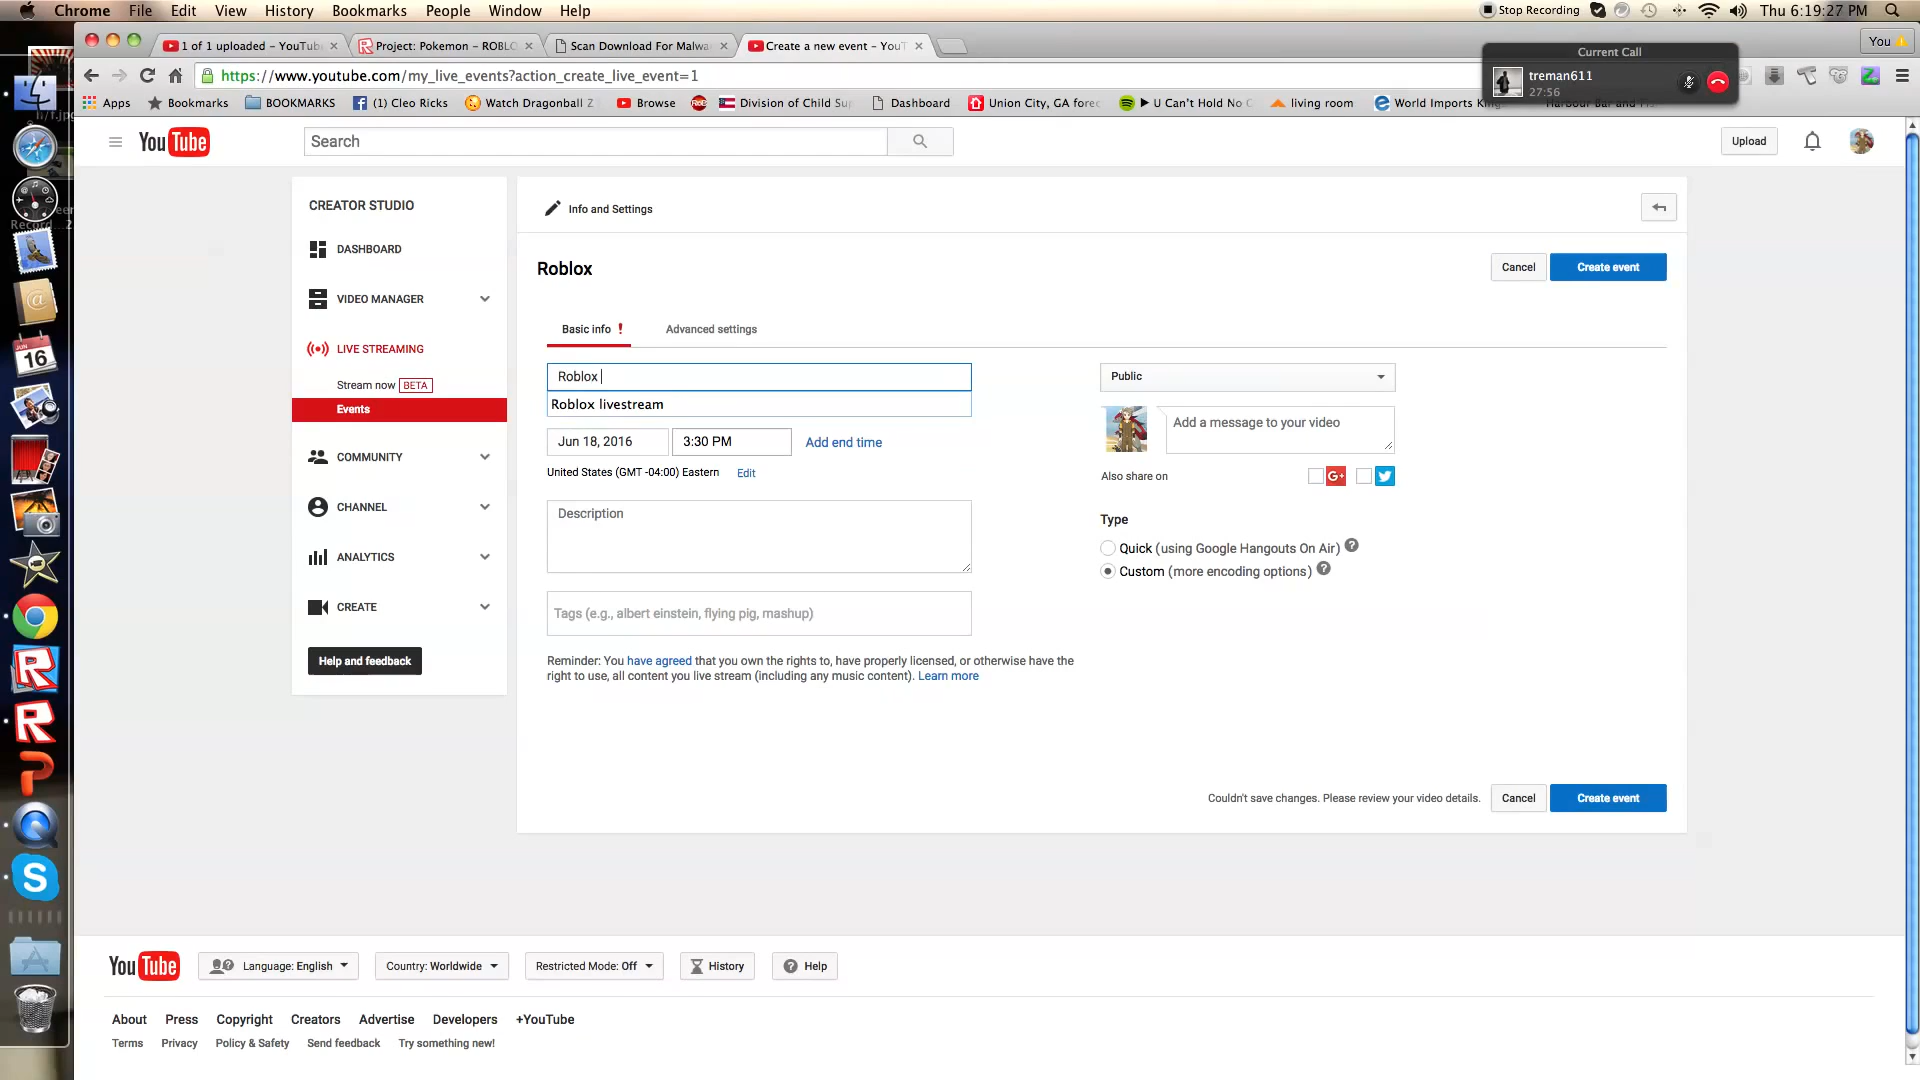 Chrome File Edit View History Bookmarks People Window Help
Stop Recording Thu 6:19:27 PM
1 of 1 uploaded – YouTub
Project: Pokemon – ROBLO
Scan Download For Malwa
Create a new event – YouT
You
https://www.youtube.com/my_live_events?action_create_live_event=1
Current Call
treman611
27:56
Apps
Bookmarks
BOOKMARKS
(1) Cleo Ricks
Watch Dragonball Z
Browse
Division of Child Su
Dashboard
Union City, GA fore
U Can't Hold No
living room
World Imports
YouTube
Search
Upload
CREATOR STUDIO
DASHBOARD
VIDEO MANAGER
LIVE STREAMING
Stream now BETA
Events
COMMUNITY
CHANNEL
ANALYTICS
CREATE
Help and feedback
Info and Settings
Roblox
Cancel
Create event
Basic info !
Advanced settings
Roblox
Roblox livestream
Jun 18, 2016
3:30 PM
Add end time
United States (GMT -04:00) Eastern
Edit
Description
Tags (e.g., albert einstein, flying pig, mashup)
Reminder: You have agreed that you own the rights to, have properly licensed, or otherwise have the
right to use, all content you live stream (including any music content). Learn more
Public
Add a message to your video
Also share on
Type
Quick (using Google Hangouts On Air)
Custom (more encoding options)
Couldn't save changes. Please review your video details.
Cancel
Create event
YouTube
Language: English
Country: Worldwide
Restricted Mode: Off
History
Help
About Press Copyright Creators Advertise Developers +YouTube
Terms Privacy Policy & Safety Send feedback Try something new!
JUN
16